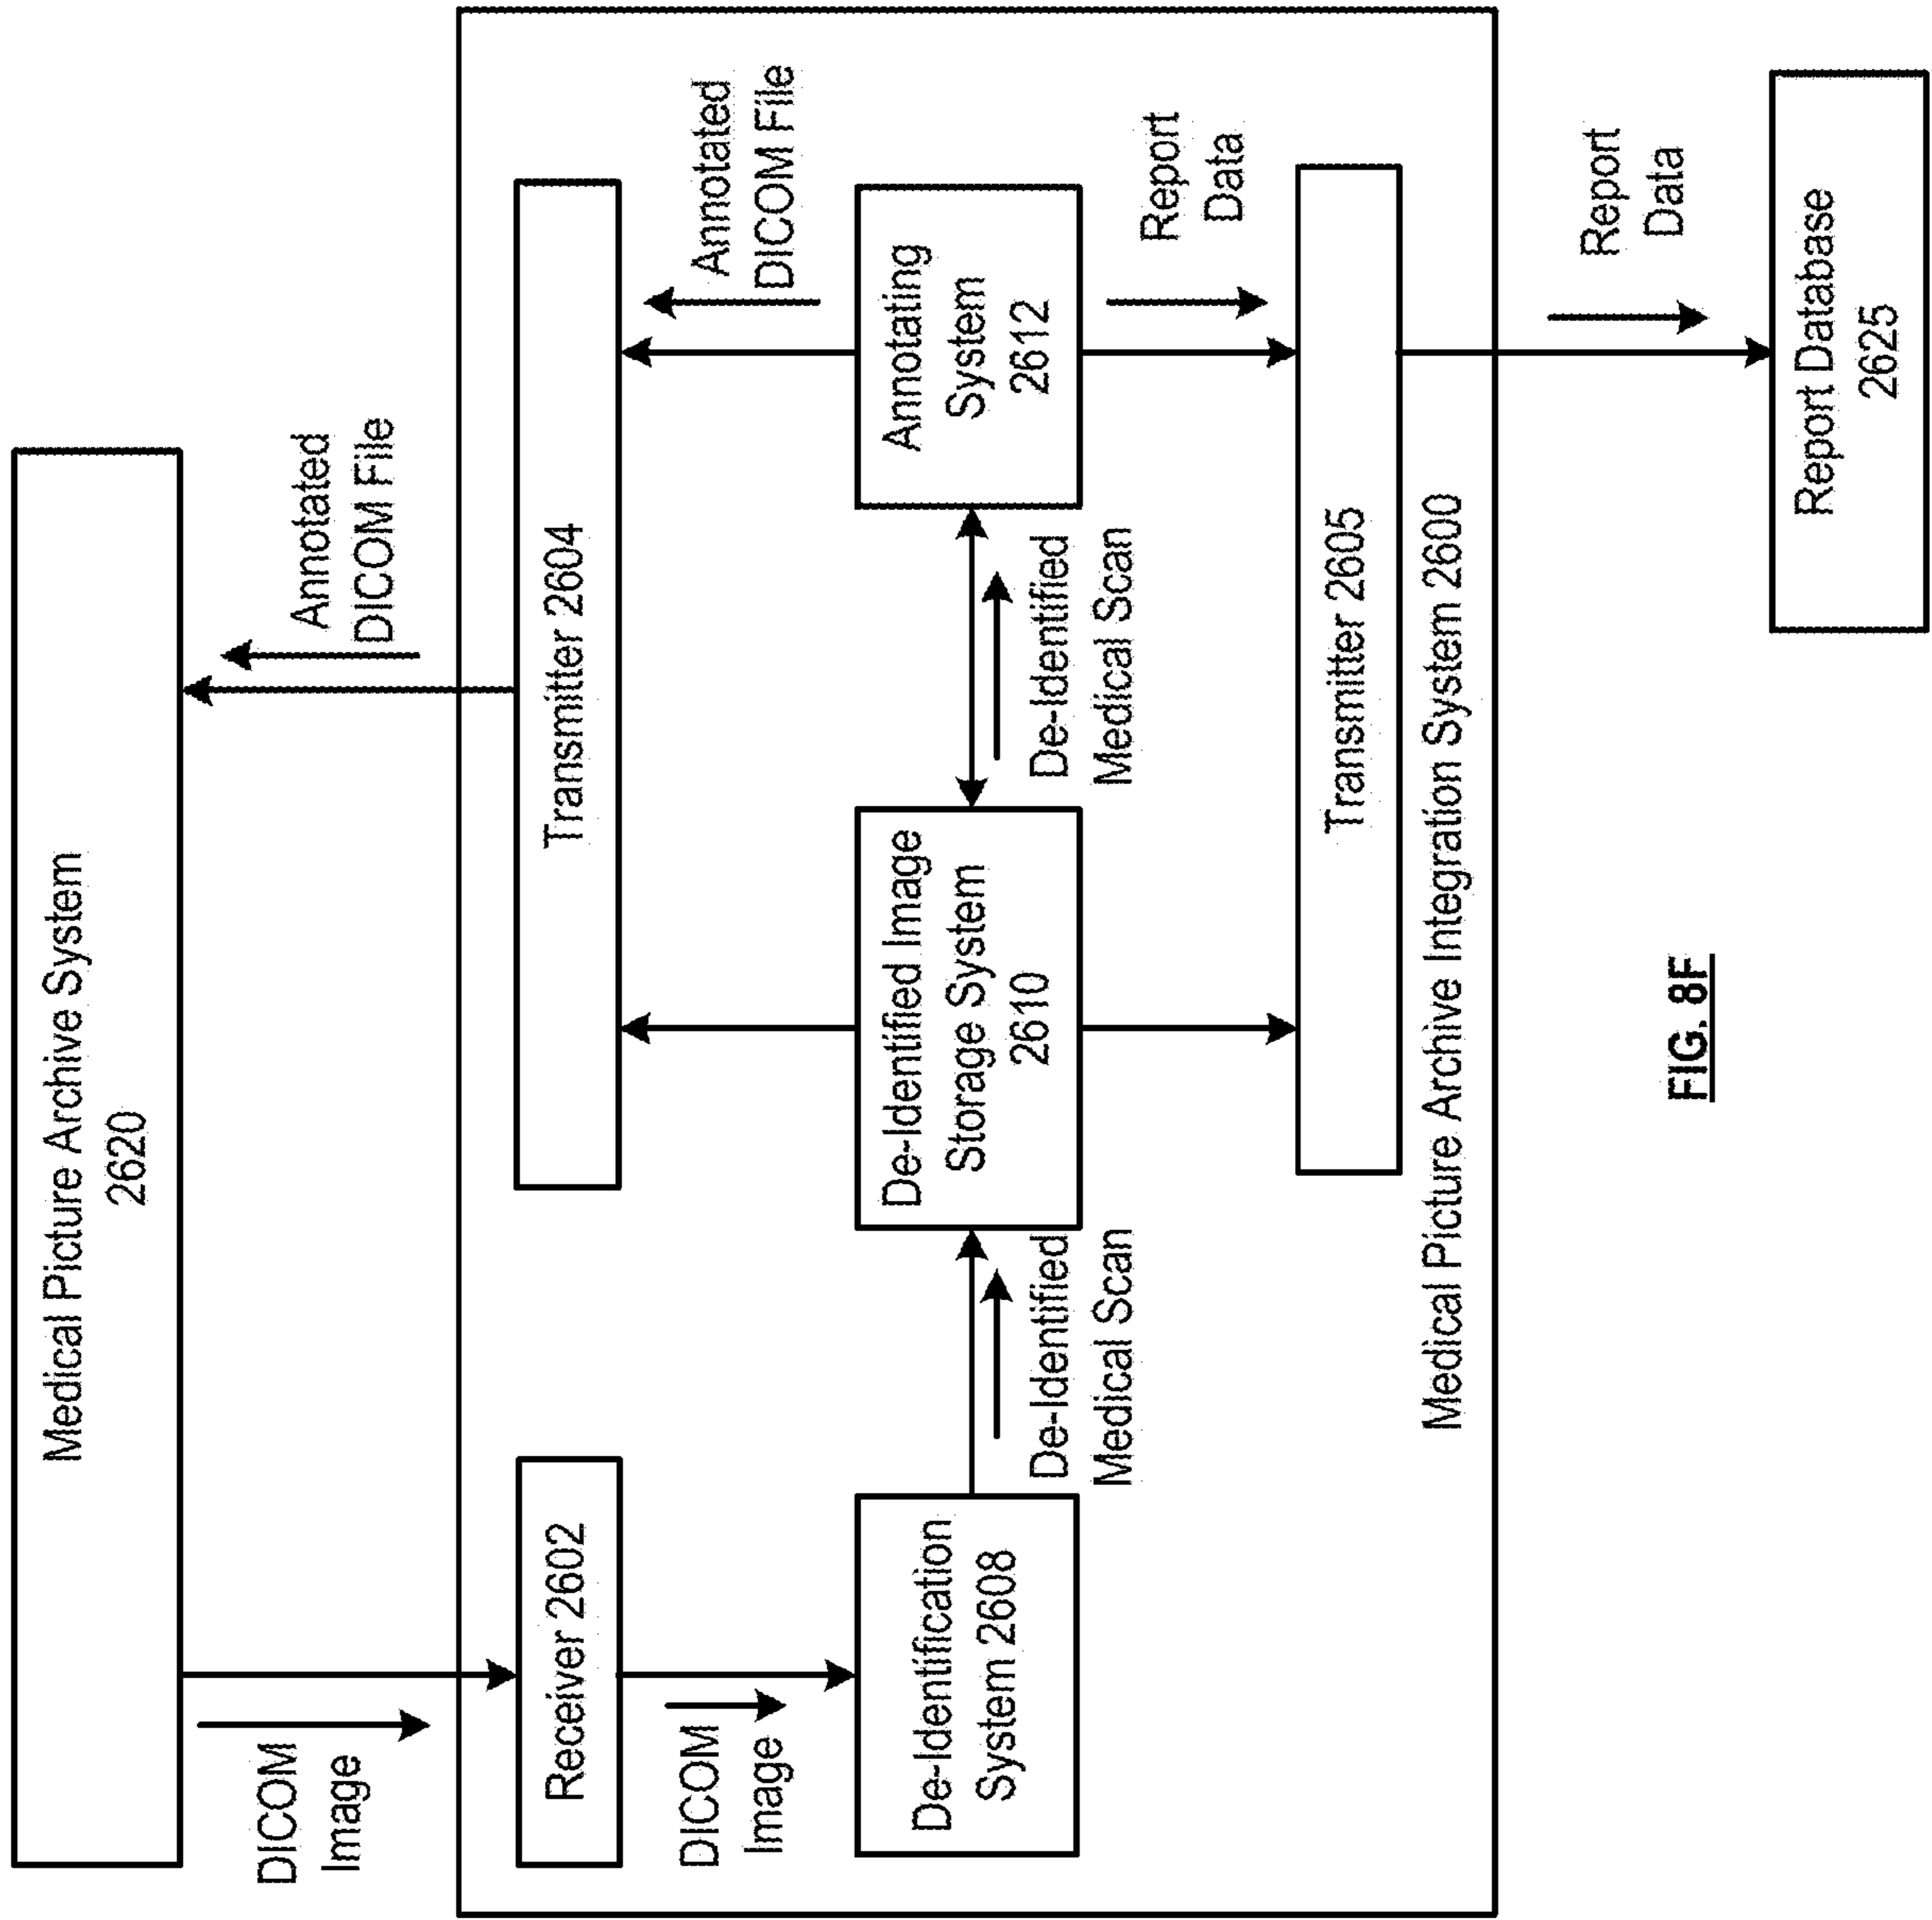 Medical Picture Archive System
2620
DICOM
Image
Annotated
DICOM File
Receiver 2602
Transmitter 2604
DICOM
Image
Annotated
DICOM File
De-Identification
System 2608
De-Identified Image
Storage System
2610
Annotating
System
2612
De-Identified
Medical Scan
De-Identified
Medical Scan
Report
Data
Transmitter 2605
Medical Picture Archive Integration System 2600
Report
Data
Report Database
2625
FIG. 8F